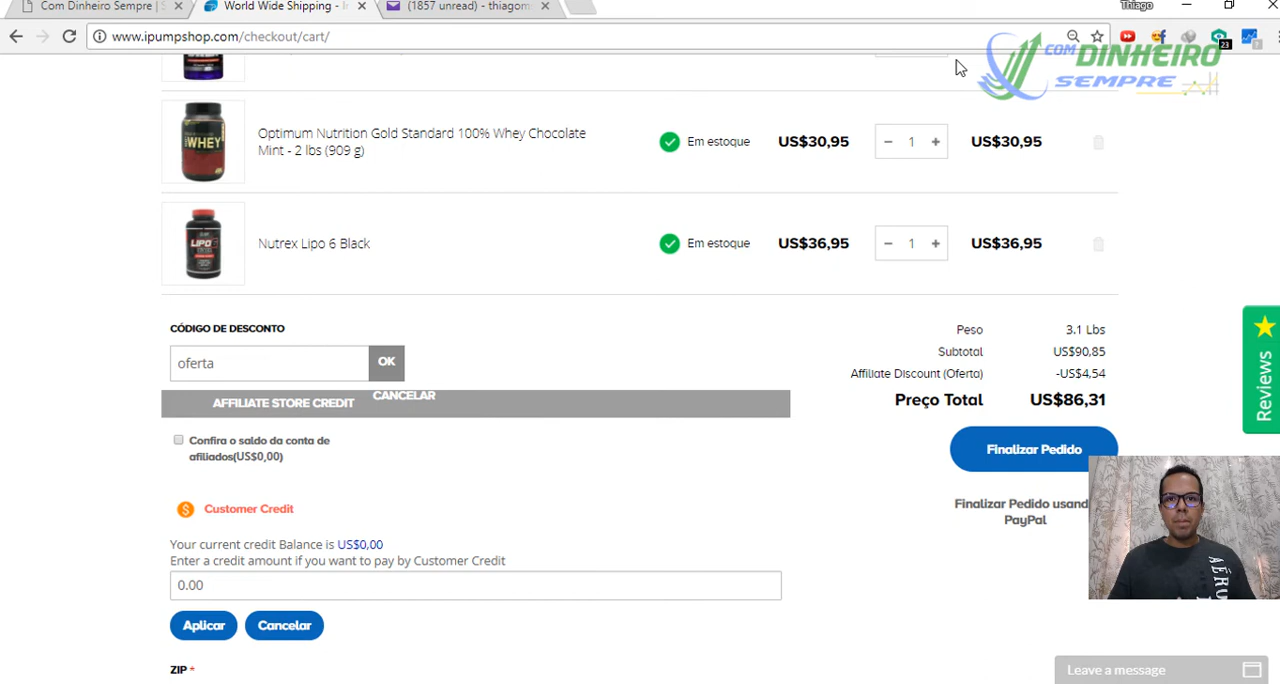 Com Dinheiro Sempre |
World Wide Shipping -
(1857 unread) - thiagom
Thiago
www.ipumpshop.com/checkout/cart/
23
COM DINHEIRO
SEMPRE
WHEY
Optimum Nutrition Gold Standard 100% Whey Chocolate
Mint - 2 lbs (909 g)
Em estoque
US$30,95
− 1 +
US$30,95
LIPO 6
Nutrex Lipo 6 Black
Em estoque
US$36,95
− 1 +
US$36,95
CÓDIGO DE DESCONTO
oferta
OK
CANCELAR
AFFILIATE STORE CREDIT
Confira o saldo da conta de
afiliados(US$0,00)
$ Customer Credit
Your current credit Balance is US$0,00
Enter a credit amount if you want to pay by Customer Credit
0.00
Aplicar
Cancelar
ZIP *
Peso 3.1 Lbs
Subtotal US$90,85
Affiliate Discount (Oferta) -US$4,54
Preço Total US$86,31
Finalizar Pedido
Finalizar Pedido usand
PayPal
Reviews
Leave a message